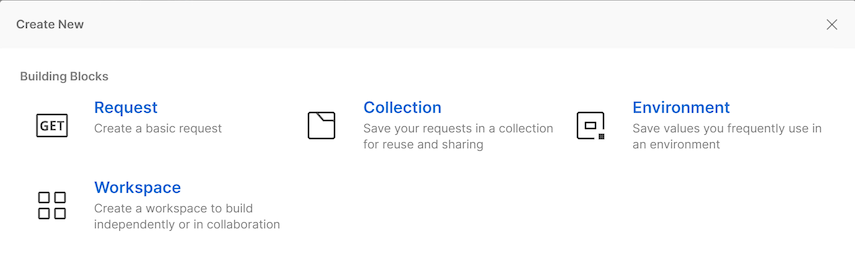 Create New
Building Blocks
GET
Request
Create a basic request
Collection
Save your requests in a collection
for reuse and sharing
Environment
Save values you frequently use in
an environment
Workspace
Create a workspace to build
independently or in collaboration